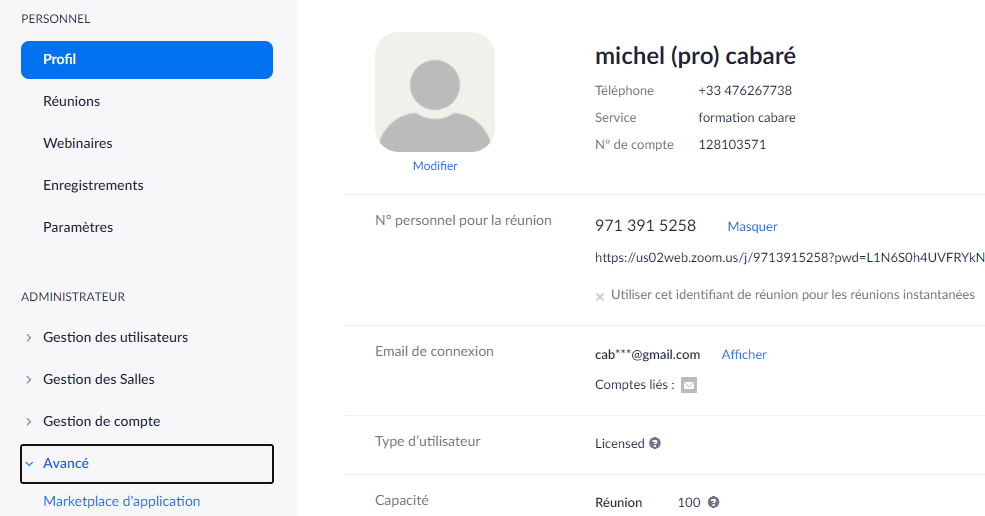 PERSONNEL
Profil
Réunions
Webinaires
Enregistrements
Paramètres
ADMINISTRATEUR
Gestion des utilisateurs
Gestion des Salles
Gestion de compte
Avancé
Marketplace d'application
Modifier
michel (pro) cabaré
Téléphone +33 476267738
Service formation cabare
N° de compte 128103571
N° personnel pour la réunion 971 391 5258 Masquer
https://us02web.zoom.us/j/9713915258?pwd=L1N6S0h4UVFRYkN
× Utiliser cet identifiant de réunion pour les réunions instantanées
Email de connexion cab***@gmail.com Afficher
Comptes liés :
Type d'utilisateur Licensed ?
Capacité Réunion 100 ?